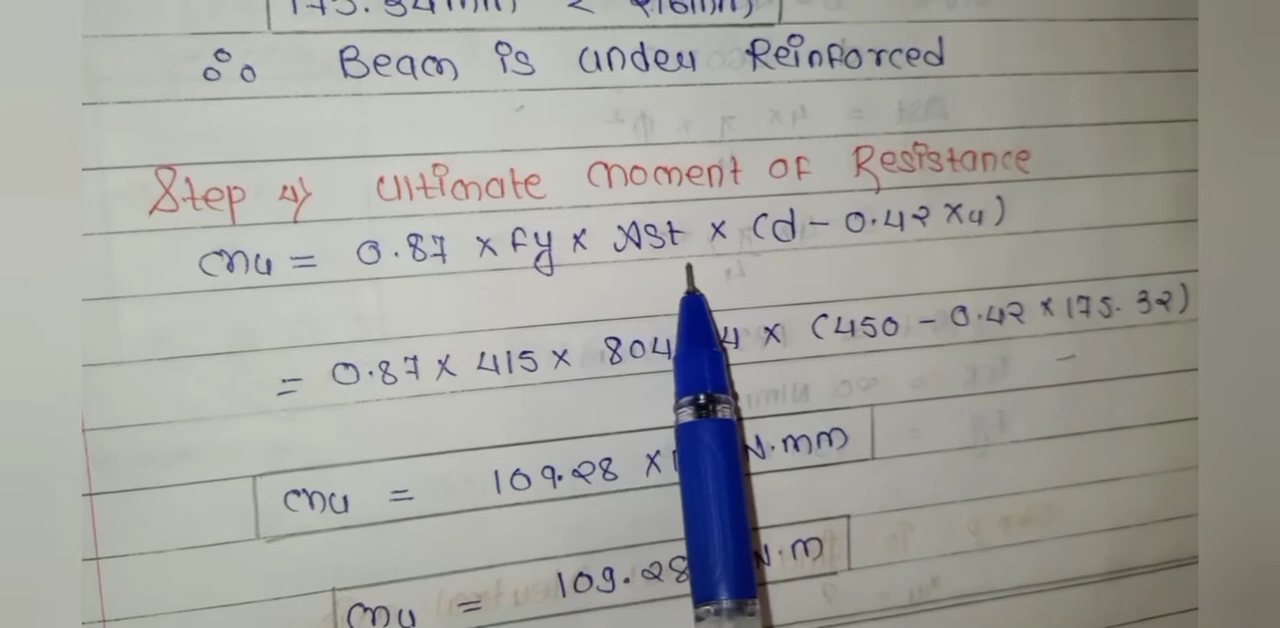 ∴ Beam is under Reinforced
Step 4) Ultimate moment of Resistance
mu = 0.87 × fy × Ast × (d - 0.42 xu)
= 0.87 × 415 × 804 4 × (450 - 0.42 × 175.32)
mu = 109.28 × N.mm
mu = 109.28 N.m